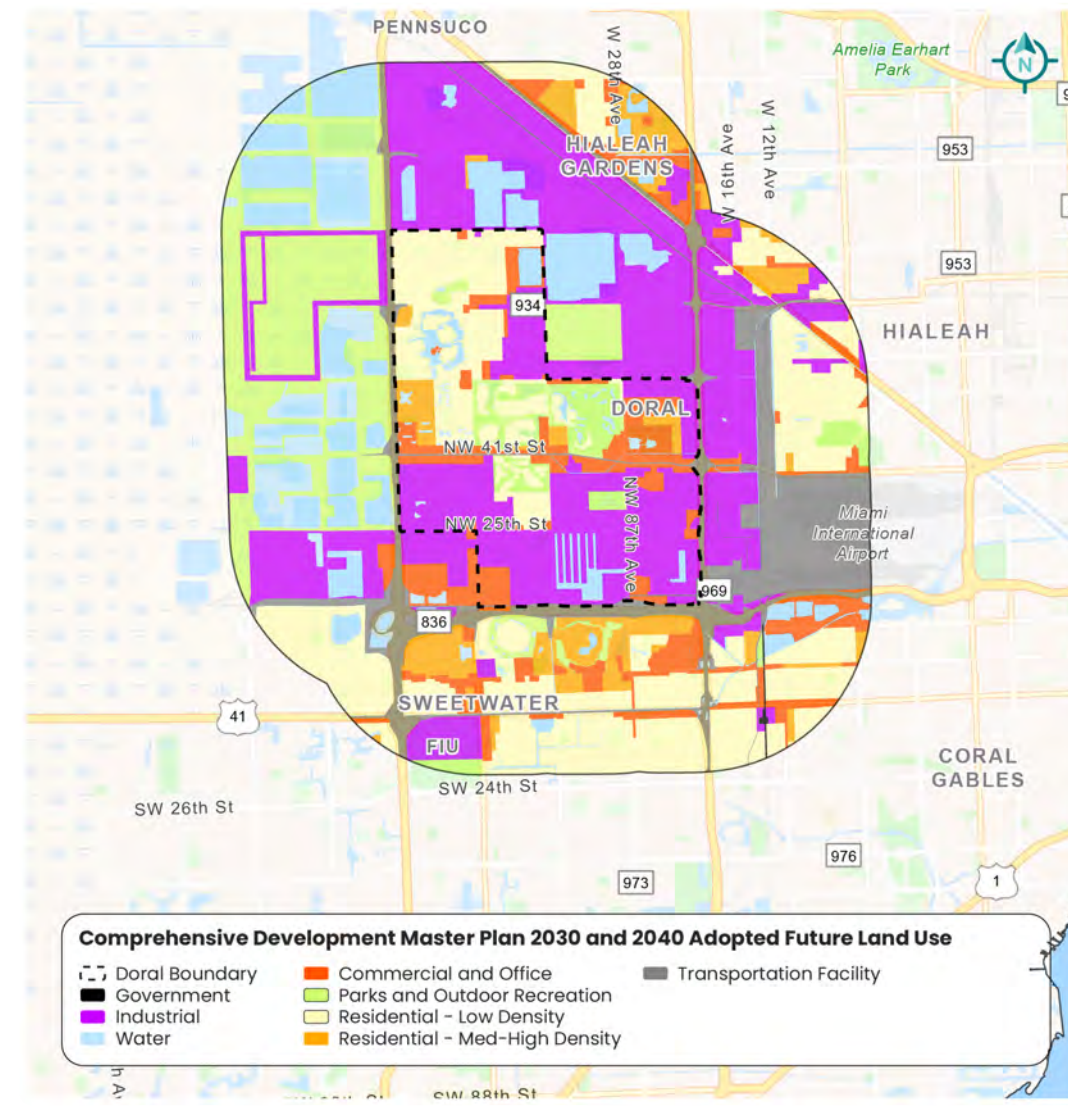 PENNSUCO
W 28th Ave
Amelia Earhart
Park
N
9
HIALEAH
GARDENS
W 16th Ave
W 12th Ave
953
953
934
HIALEAH
DORAL
NW 41st St
NW 25th St
NW 87th Ave
Miami
International
Airport
969
836
SWEETWATER
41
FIU
CORAL
GABLES
SW 24th St
SW 26th St
976
973
1
Comprehensive Development Master Plan 2030 and 2040 Adopted Future Land Use
Doral Boundary
Government
Industrial
Water
Commercial and Office
Parks and Outdoor Recreation
Residential - Low Density
Residential - Med-High Density
Transportation Facility
SW 88th St